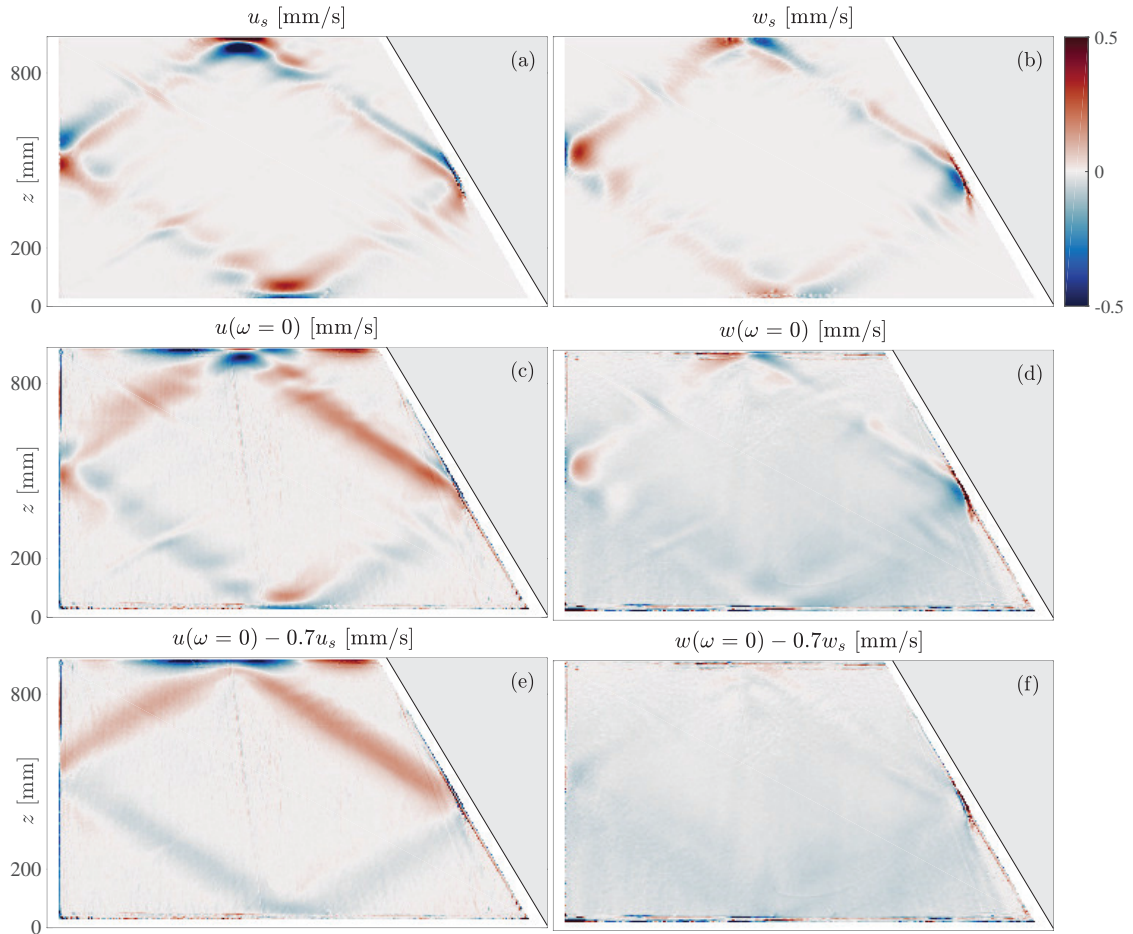 u_s [mm/s]
w_s [mm/s]
(a)
(b)
0.5
0
-0.5
800
200
0
z [mm]
u(ω = 0) [mm/s]
w(ω = 0) [mm/s]
(c)
(d)
800
200
0
z [mm]
u(ω = 0) − 0.7u_s [mm/s]
w(ω = 0) − 0.7w_s [mm/s]
(e)
(f)
800
200
0
z [mm]